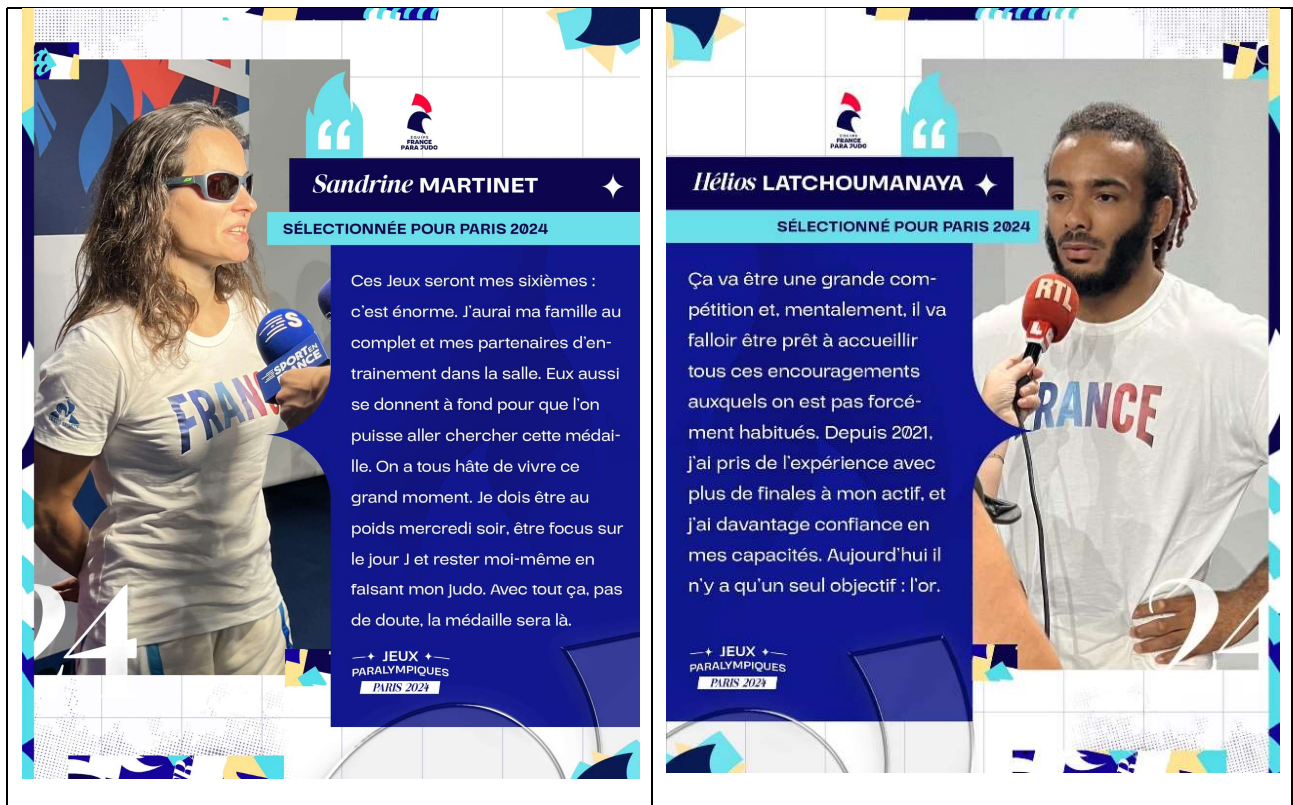 ÉQUIPE
FRANCE
PARA JUDO
Sandrine MARTINET
SÉLECTIONNÉE POUR PARIS 2024
Ces Jeux seront mes sixièmes :
c'est énorme. J'aurai ma famille au
complet et mes partenaires d'en-
trainement dans la salle. Eux aussi
se donnent à fond pour que l'on
puisse aller chercher cette médai-
lle. On a tous hâte de vivre ce
grand moment. Je dois être au
poids mercredi soir, être focus sur
le jour J et rester moi-même en
faisant mon judo. Avec tout ça, pas
de doute, la médaille sera là.
S
SPORT EN
FRANCE
FRANC
24
JEUX
PARALYMPIQUES
PARIS 2024
ÉQUIPE
FRANCE
PARA JUDO
Hélios LATCHOUMANAYA
SÉLECTIONNÉ POUR PARIS 2024
Ça va être une grande com-
pétition et, mentalement, il va
falloir être prêt à accueillir
tous ces encouragements
auxquels on est pas forcé-
ment habitués. Depuis 2021,
j'ai pris de l'expérience avec
plus de finales à mon actif, et
j'ai davantage confiance en
mes capacités. Aujourd'hui il
n'y a qu'un seul objectif : l'or.
RTL
L
RANCE
2
JEUX
PARALYMPIQUES
PARIS 2024